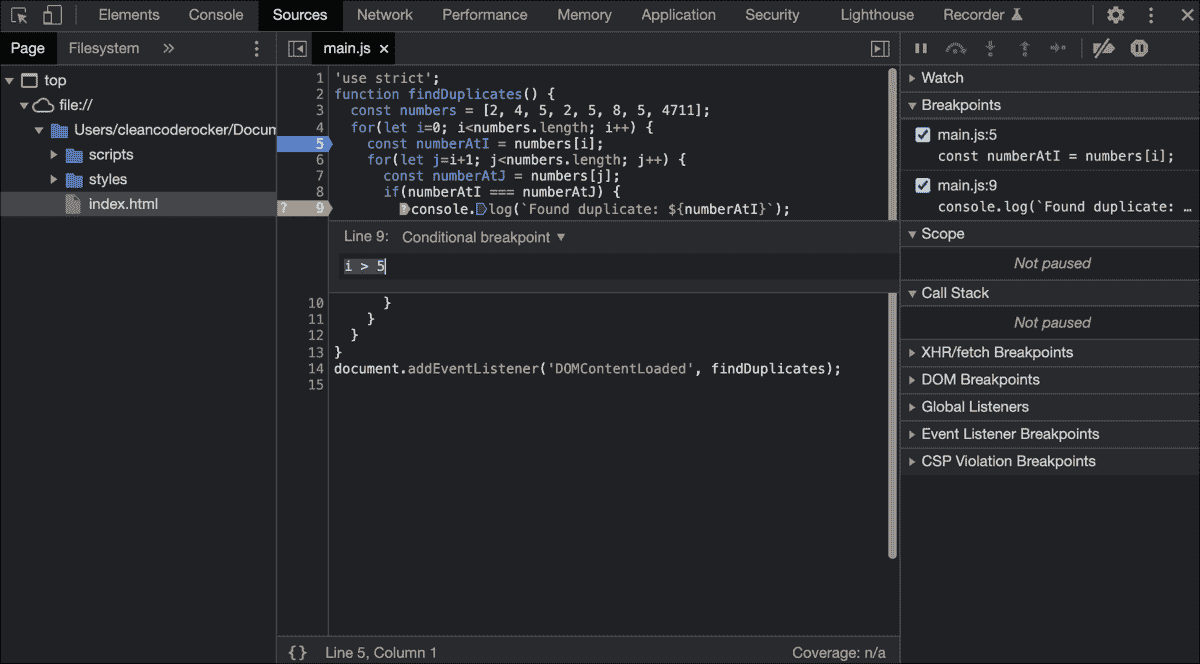 Elements Console Sources Network Performance Memory Application Security Lighthouse Recorder
Page Filesystem »
main.js ×
top
file://
Users/cleancoderocker/Docum
scripts
styles
index.html
1 'use strict';
2 function findDuplicates() {
3 const numbers = [2, 4, 5, 2, 5, 8, 5, 4711];
4 for(let i=0; i<numbers.length; i++) {
5 const numberAtI = numbers[i];
6 for(let j=i+1; j<numbers.length; j++) {
7 const numberAtJ = numbers[j];
8 if(numberAtI === numberAtJ) {
? 9 ?console.log(`Found duplicate: ${numberAtI}`);
Line 9: Conditional breakpoint ▼
i > 5
10 }
11 }
12 }
13 }
14 document.addEventListener('DOMContentLoaded', findDuplicates);
15
{} Line 5, Column 1 Coverage: n/a
Watch
Breakpoints
main.js:5
const numberAtI = numbers[i];
main.js:9
console.log(`Found duplicate: …
Scope
Not paused
Call Stack
Not paused
XHR/fetch Breakpoints
DOM Breakpoints
Global Listeners
Event Listener Breakpoints
CSP Violation Breakpoints